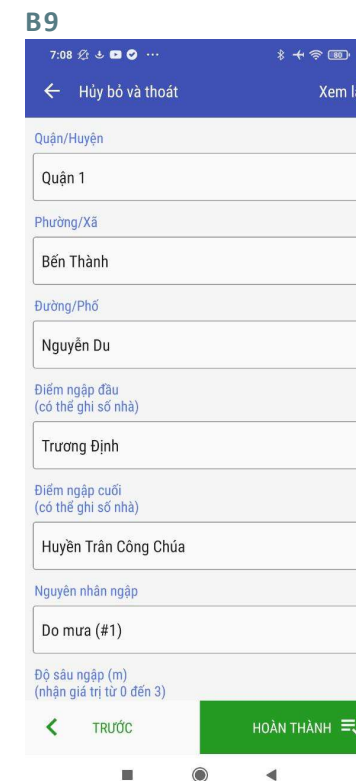 B9
7:08 ...
80
Hủy bỏ và thoát
Xem
Quận/Huyện
Quận 1
Phường/Xã
Bến Thành
Đường/Phố
Nguyễn Du
Điểm ngập đầu
(có thể ghi số nhà)
Trương Định
Điểm ngập cuối
(có thể ghi số nhà)
Huyền Trân Công Chúa
Nguyên nhân ngập
Do mưa (#1)
Độ sâu ngập (m)
(nhận giá trị từ 0 đến 3)
TRƯỚC
HOÀN THÀNH